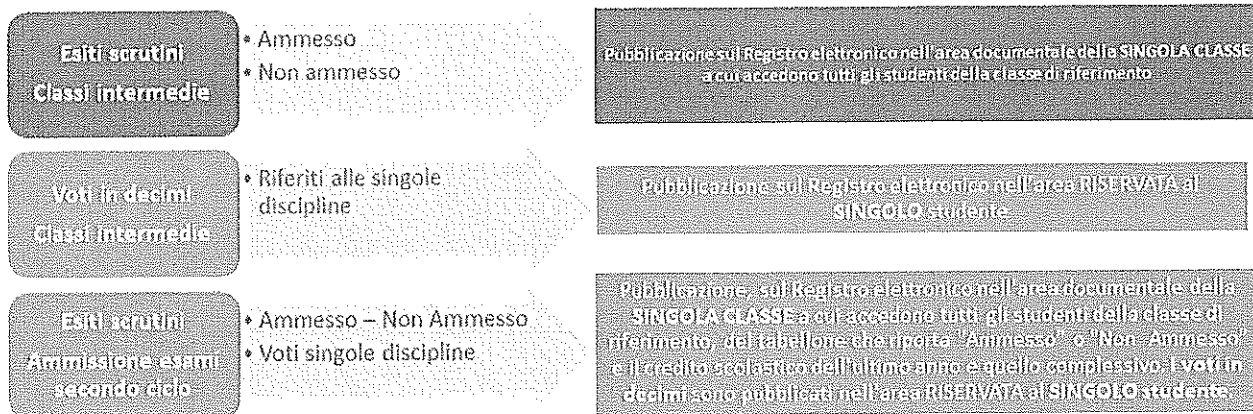 Esiti scrutini
Classi intermedie
• Ammesso
• Non ammesso
Pubblicazione sul Registro elettronico nell'area documentale della SINGOLA CLASSE
a cui accedono tutti gli studenti della classe di riferimento
Voti in decimi
Classi intermedie
• Riferiti alle singole
discipline
Pubblicazione sul Registro elettronico nell'area RISERVATA al
SINGOLO studente
Esiti scrutini
Ammissione esami
secondo ciclo
• Ammesso – Non Ammesso
• Voti singole discipline
Pubblicazione, sul Registro elettronico nell'area documentale della
SINGOLA CLASSE a cui accedono tutti gli studenti della classe di
riferimento, del tabellone che riporta "Ammesso" o "Non Ammesso"
e il credito scolastico dell'ultimo anno e quello complessivo. I voti in
decimi sono pubblicati nell'area RISERVATA al SINGOLO studente.